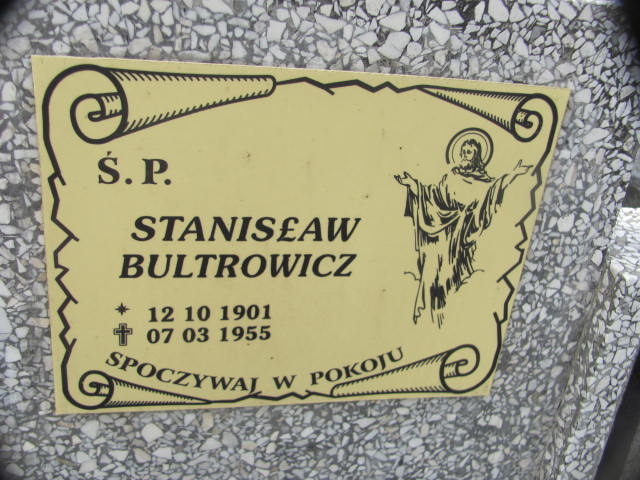 Ś.P.
STANISŁAW
BULTROWICZ
* 12 10 1901
✝ 07 03 1955
SPOCZYWAJ W POKOJU